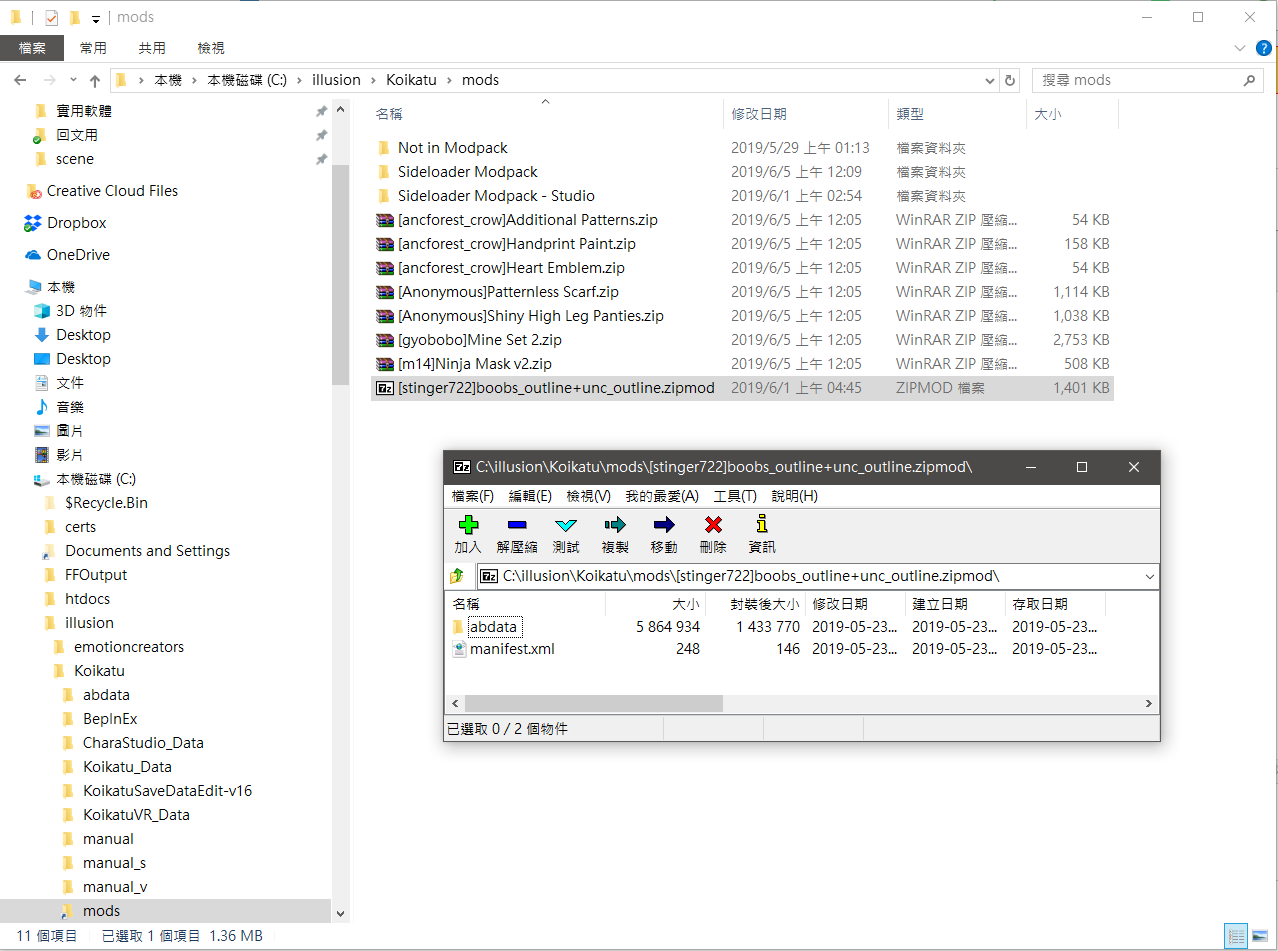 mods
檔案 常用 共用 檢視
本機 本機磁碟 (C:) illusion Koikatu mods
搜尋 mods
實用軟體
回文用
scene
Creative Cloud Files
Dropbox
OneDrive
本機
3D 物件
Desktop
Desktop
文件
音樂
圖片
影片
本機磁碟 (C:)
$Recycle.Bin
certs
Documents and Settings
FFOutput
htdocs
illusion
emotioncreators
Koikatu
abdata
BepInEx
CharaStudio_Data
Koikatu_Data
KoikatuSaveDataEdit-v16
KoikatuVR_Data
manual
manual_s
manual_v
mods
名稱 修改日期 類型 大小
Not in Modpack 2019/5/29 上午 01:13 檔案資料夾
Sideloader Modpack 2019/6/5 上午 12:09 檔案資料夾
Sideloader Modpack - Studio 2019/6/1 上午 02:54 檔案資料夾
[ancforest_crow]Additional Patterns.zip 2019/6/5 上午 12:05 WinRAR ZIP 壓縮... 54 KB
[ancforest_crow]Handprint Paint.zip 2019/6/5 上午 12:05 WinRAR ZIP 壓縮... 158 KB
[ancforest_crow]Heart Emblem.zip 2019/6/5 上午 12:05 WinRAR ZIP 壓縮... 54 KB
[Anonymous]Patternless Scarf.zip 2019/6/5 上午 12:05 WinRAR ZIP 壓縮... 1,114 KB
[Anonymous]Shiny High Leg Panties.zip 2019/6/5 上午 12:05 WinRAR ZIP 壓縮... 1,038 KB
[gyobobo]Mine Set 2.zip 2019/6/5 上午 12:05 WinRAR ZIP 壓縮... 2,753 KB
[m14]Ninja Mask v2.zip 2019/6/5 上午 12:05 WinRAR ZIP 壓縮... 508 KB
[stinger722]boobs_outline+unc_outline.zipmod 2019/6/1 上午 04:45 ZIPMOD 檔案 1,401 KB
7z C:\illusion\Koikatu\mods\[stinger722]boobs_outline+unc_outline.zipmod\
檔案(F) 編輯(E) 檢視(V) 我的最愛(A) 工具(T) 說明(H)
加入 解壓縮 測試 複製 移動 刪除 資訊
7z C:\illusion\Koikatu\mods\[stinger722]boobs_outline+unc_outline.zipmod\
名稱 大小 封裝後大小 修改日期 建立日期 存取日期
abdata 5 864 934 1 433 770 2019-05-23... 2019-05-23... 2019-05-23...
manifest.xml 248 146 2019-05-23... 2019-05-23... 2019-05-23...
已選取 0 / 2 個物件
11 個項目 已選取 1 個項目 1.36 MB